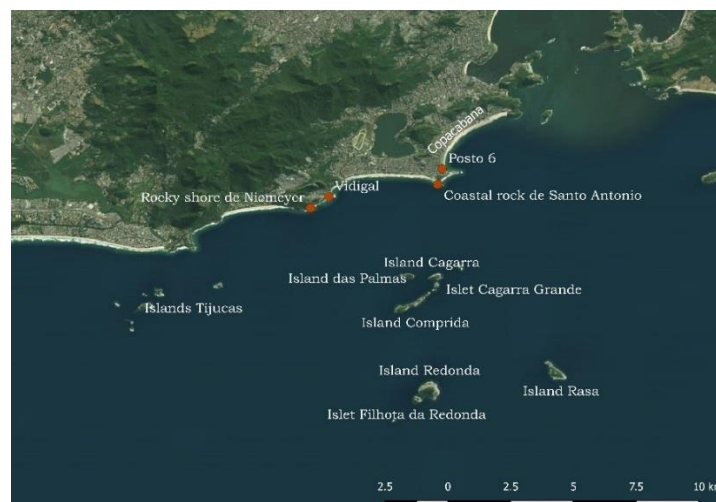 Copacabana
Posto 6
Vidigal
Rocky shore de Niomeyer
Coastal rock de Santo Antonio
Island Cagarra
Island das Palmas
Islet Cagarra Grande
Islands Tijucas
Island Comprida
Island Redonda
Island Rasa
Islet Filhota da Redonda
2.5 0 2.5 5 7.5 10 km